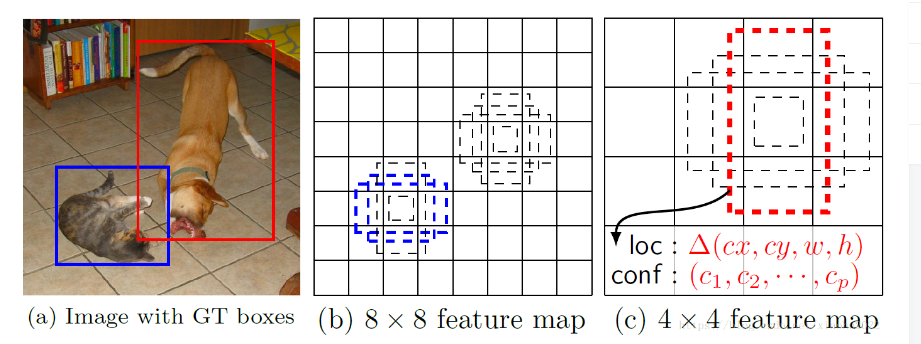 loc : Δ(cx, cy, w, h)
conf : (c₁, c₂, ⋯, cₚ)
(a) Image with GT boxes
(b) 8 × 8 feature map
(c) 4 × 4 feature map